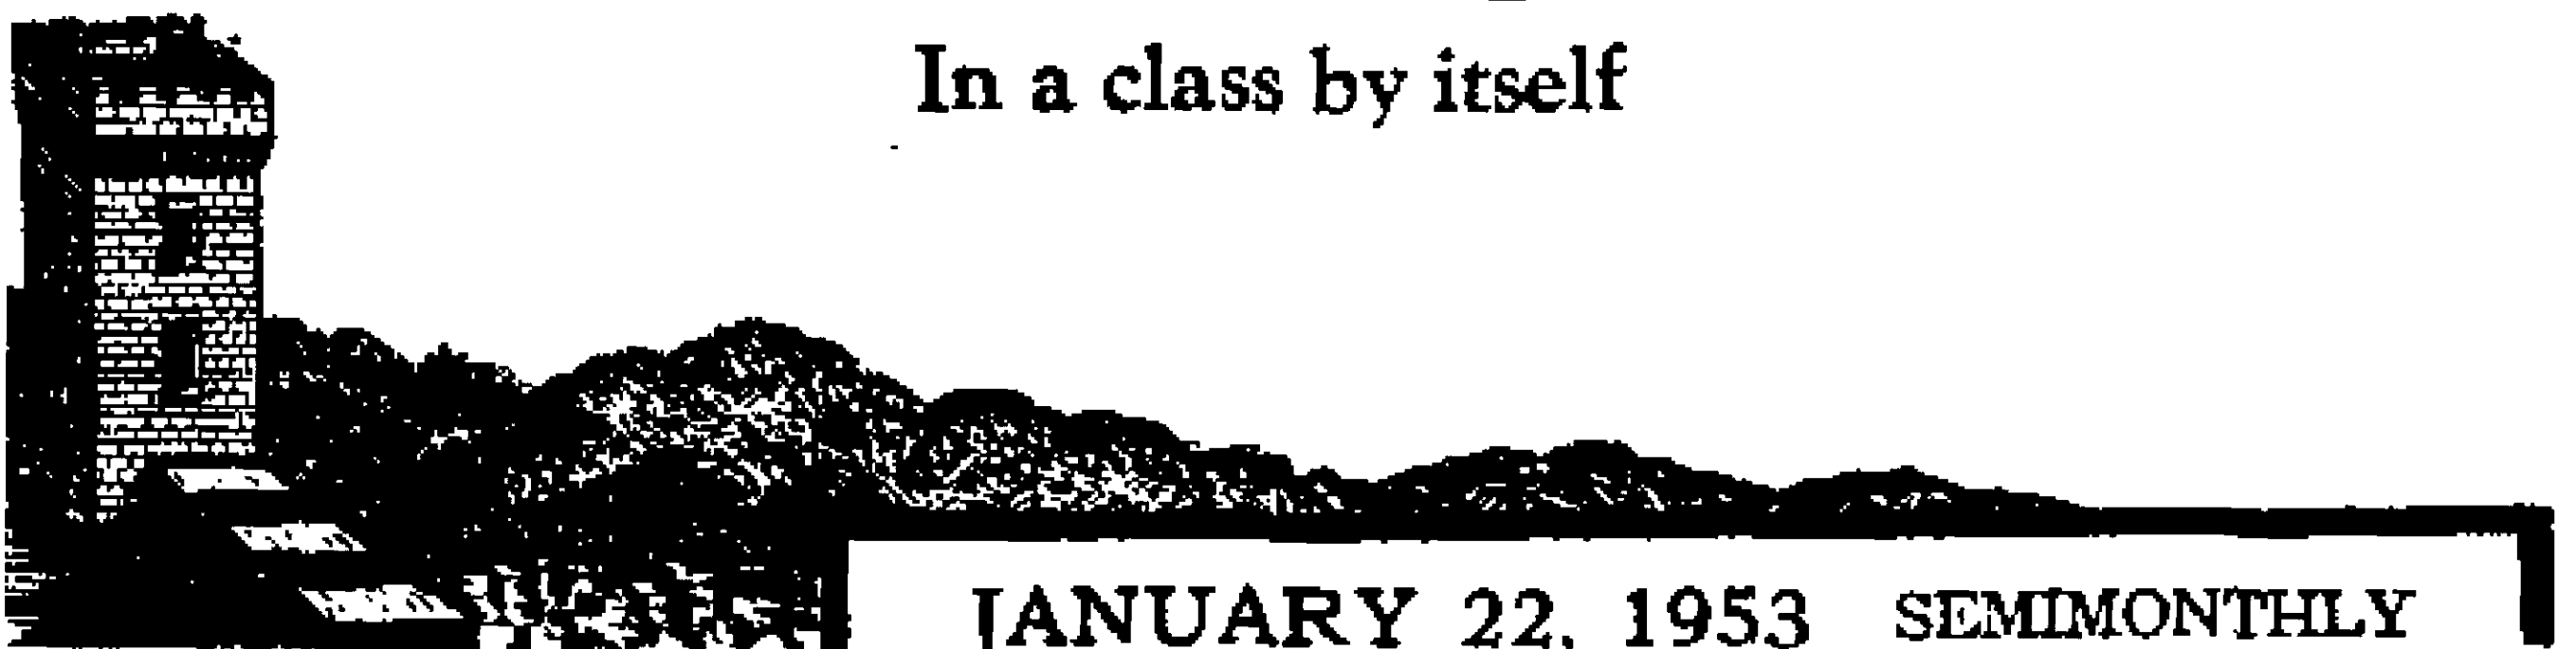 In a class by itself
JANUARY 22, 1953 SEMIMONTHLY